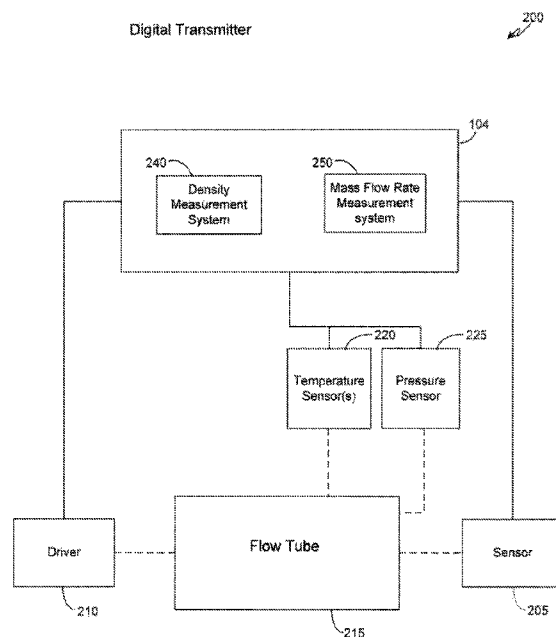 Digital Transmitter
200
104
240
250
Density
Measurement
System
Mass Flow Rate
Measurement
system
220
225
Temperature
Sensor(s)
Pressure
Sensor
Driver
Flow Tube
Sensor
210
215
205